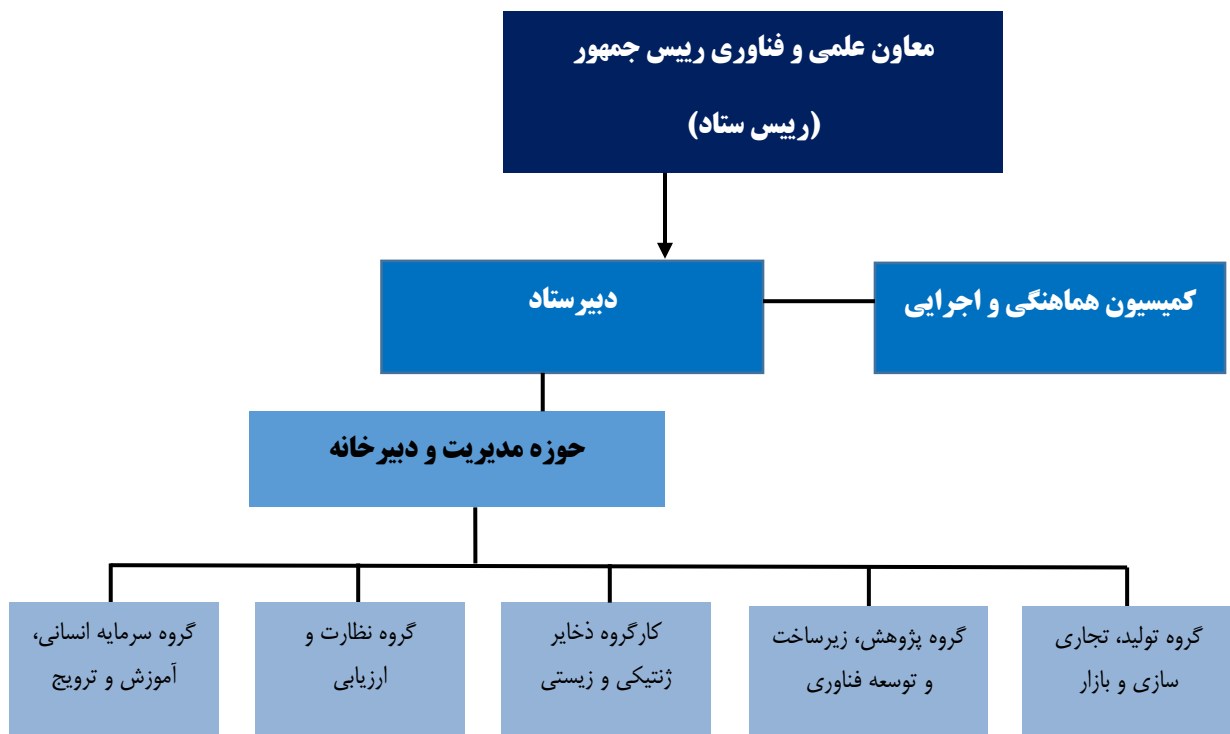 معاون علمی و فناوری رییس جمهور
(رییس ستاد)
کمیسیون هماهنگی و اجرایی
دبیرستاد
حوزه مدیریت و دبیرخانه
گروه تولید، تجاری
سازی و بازار
گروه پژوهش، زیرساخت
و توسعه فناوری
کارگروه ذخایر
ژنتیکی و زیستی
گروه نظارت و
ارزیابی
گروه سرمایه انسانی،
آموزش و ترویج